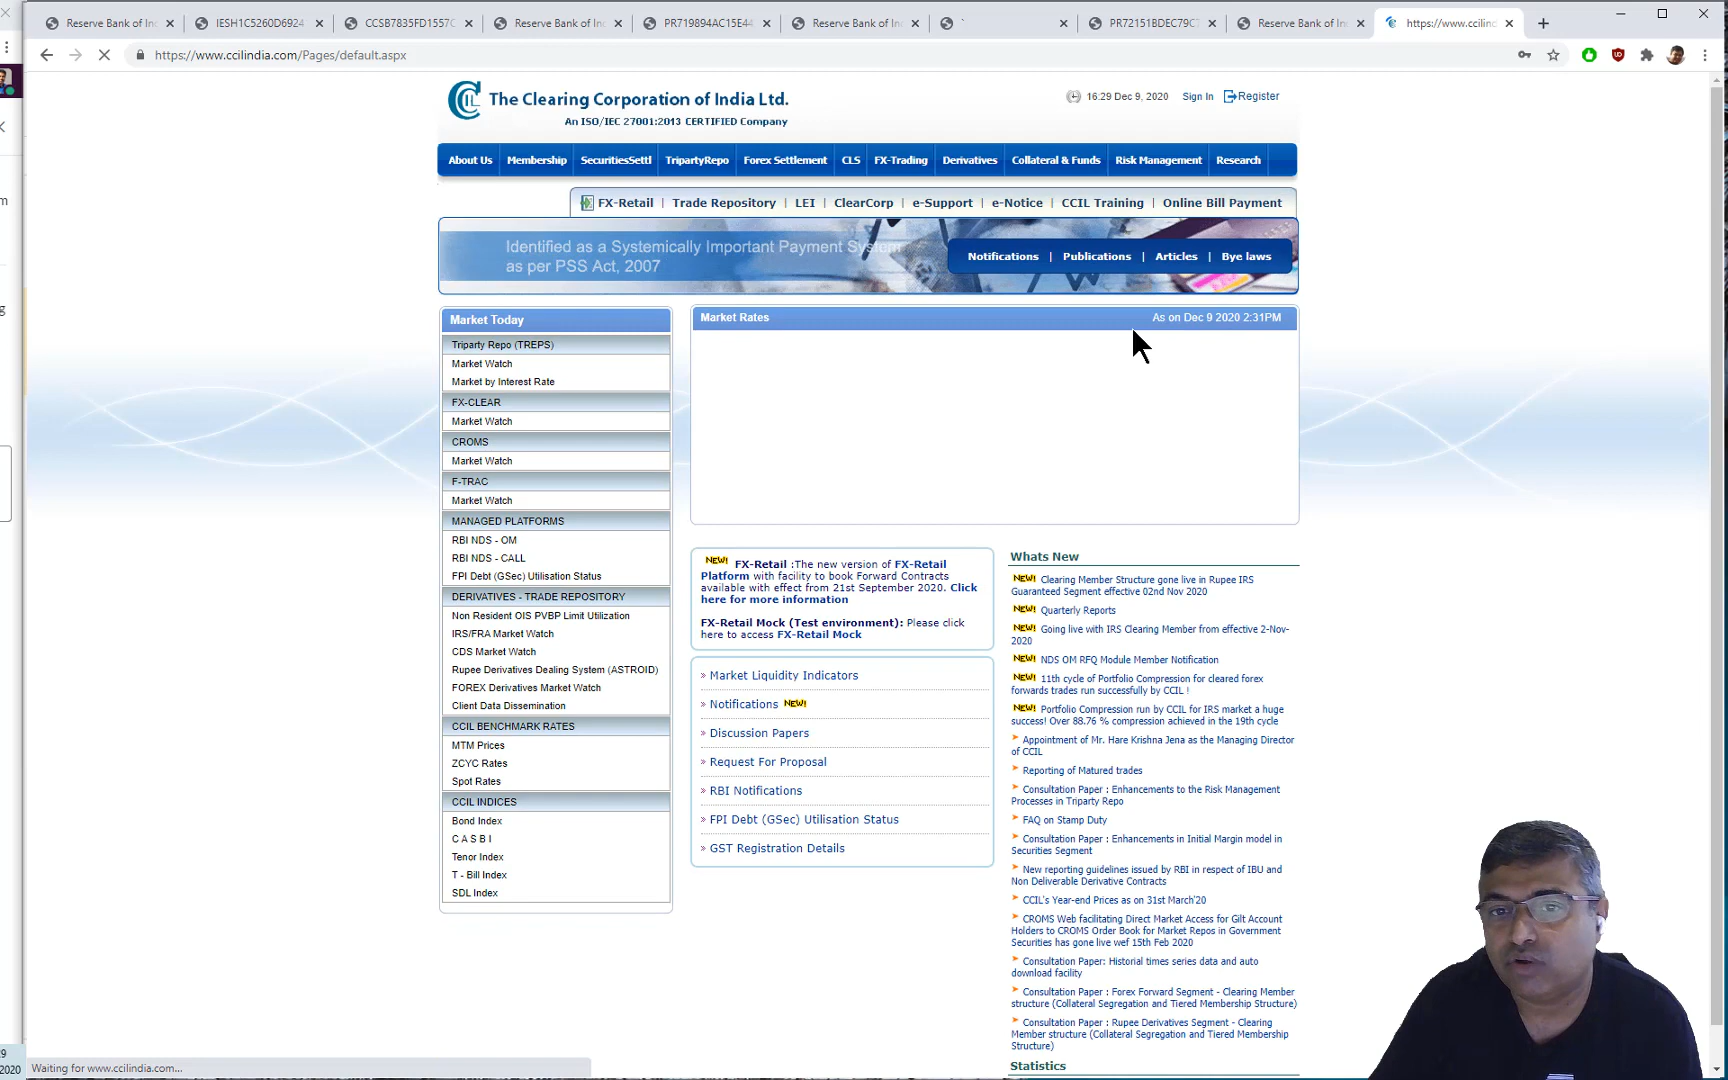 Reserve Bank of In
IESH1C5260D6924
CCSB7835FD1557C
Reserve Bank of Inc
PR719894AC15E44
Reserve Bank of Inc
PR72151BDEC79C
Reserve Bank of In
https://www.ccilinc
https://www.ccilindia.com/Pages/default.aspx
CCIL
The Clearing Corporation of India Ltd.
An ISO/IEC 27001:2013 CERTIFIED Company
16:29 Dec 9, 2020 Sign In Register
About Us Membership SecuritiesSettl TripartyRepo Forex Settlement CLS FX-Trading Derivatives Collateral & Funds Risk Management Research
FX-Retail | Trade Repository | LEI | ClearCorp | e-Support | e-Notice | CCIL Training | Online Bill Payment
Identified as a Systemically Important Payment System
as per PSS Act, 2007
Notifications | Publications | Articles | Bye laws
Market Today
Triparty Repo (TREPS)
Market Watch
Market by Interest Rate
FX-CLEAR
Market Watch
CROMS
Market Watch
F-TRAC
Market Watch
MANAGED PLATFORMS
RBI NDS - OM
RBI NDS - CALL
FPI Debt (GSec) Utilisation Status
DERIVATIVES - TRADE REPOSITORY
Non Resident OIS PVBP Limit Utilization
IRS/FRA Market Watch
CDS Market Watch
Rupee Derivatives Dealing System (ASTROID)
FOREX Derivatives Market Watch
Client Data Dissemination
CCIL BENCHMARK RATES
MTM Prices
ZCYC Rates
Spot Rates
CCIL INDICES
Bond Index
C A S B I
Tenor Index
T - Bill Index
SDL Index
Market Rates As on Dec 9 2020 2:31PM
NEW! FX-Retail :The new version of FX-Retail
Platform with facility to book Forward Contracts
available with effect from 21st September 2020. Click
here for more information
FX-Retail Mock (Test environment): Please click
here to access FX-Retail Mock
» Market Liquidity Indicators
» Notifications NEW!
» Discussion Papers
» Request For Proposal
» RBI Notifications
» FPI Debt (GSec) Utilisation Status
» GST Registration Details
Whats New
NEW! Clearing Member Structure gone live in Rupee IRS
Guaranteed Segment effective 02nd Nov 2020
NEW! Quarterly Reports
NEW! Going live with IRS Clearing Member from effective 2-Nov-
2020
NEW! NDS OM RFQ Module Member Notification
NEW! 11th cycle of Portfolio Compression for cleared forex
forwards trades run successfully by CCIL !
NEW! Portfolio Compression run by CCIL for IRS market a huge
success! Over 88.76 % compression achieved in the 19th cycle
Appointment of Mr. Hare Krishna Jena as the Managing Director
of CCIL
Reporting of Matured trades
Consultation Paper : Enhancements to the Risk Management
Processes in Triparty Repo
FAQ on Stamp Duty
Consultation Paper : Enhancements in Initial Margin model in
Securities Segment
New reporting guidelines issued by RBI in respect of IBU and
Non Deliverable Derivative Contracts
CCIL's Year-end Prices as on 31st March'20
CROMS Web facilitating Direct Market Access for Gilt Account
Holders to CROMS Order Book for Market Repos in Government
Securities has gone live wef 15th Feb 2020
Consultation Paper: Historial times series data and auto
download facility
Consultation Paper : Forex Forward Segment - Clearing Member
structure (Collateral Segregation and Tiered Membership Structure)
Consultation Paper : Rupee Derivatives Segment - Clearing
Member structure (Collateral Segregation and Tiered Membership
Structure)
Statistics
Waiting for www.ccilindia.com...
2020